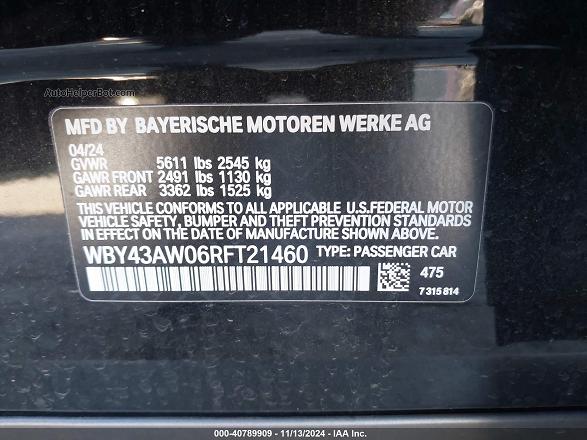 AutoHelperBot.com
MFD BY BAYERISCHE MOTOREN WERKE AG
04/24
GVWR 5611 lbs 2545 kg
GAWR FRONT 2491 lbs 1130 kg
GAWR REAR 3362 lbs 1525 kg
THIS VEHICLE CONFORMS TO ALL APPLICABLE U.S.FEDERAL MOTOR
VEHICLE SAFETY, BUMPER AND THEFT PREVENTION STANDARDS
IN EFFECT ON THE DATE OF MANUFACTURE SHOWN ABOVE.
WBY43AW06RFT21460 TYPE: PASSENGER CAR
475
7 315 814
000-40789909 - 11/13/2024 - IAA Inc.